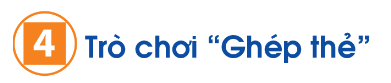 4 Trò chơi “Ghép thẻ”